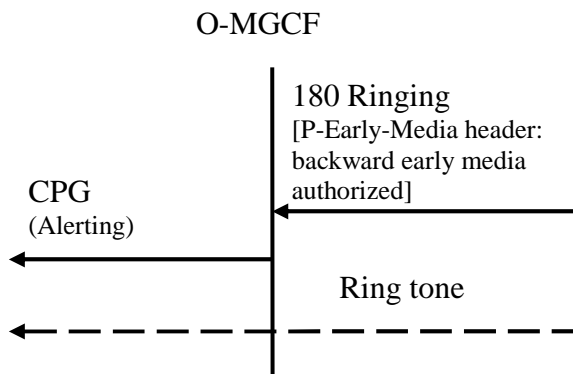 O-MGCF
180 Ringing
[P-Early-Media header:
backward early media
authorized]
CPG
(Alerting)
Ring tone